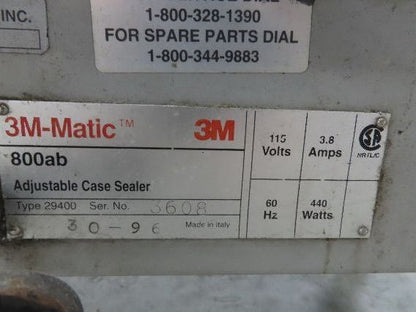 INC.
1-800-328-1390
FOR SPARE PARTS DIAL
1-800-344-9883
3M-Matic™ 3M
800ab
Adjustable Case Sealer
Type 29400 Ser. No. 3608
30-96 Made in Italy
115 Volts
3.8 Amps
60 Hz
440 Watts
SA
NRTL/C